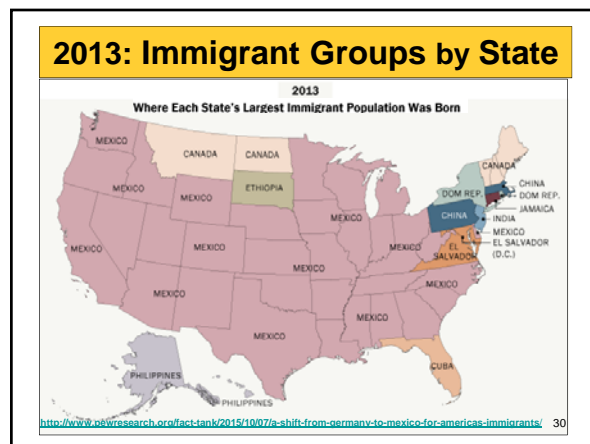 2013: Immigrant Groups by State
2013
Where Each State's Largest Immigrant Population Was Born
MEXICO
CANADA
CANADA
CANADA
MEXICO
MEXICO
ETHIOPIA
DOM REP.
CHINA
DOM REP.
JAMAICA
INDIA
MEXICO
EL SALVADOR
(D.C.)
CHINA
MEXICO
MEXICO
MEXICO
MEXICO
MEXICO
MEXICO
MEXICO
EL
SALVADOR
MEXICO
MEXICO
MEXICO
MEXICO
MEXICO
MEXICO
CUBA
PHILIPPINES
PHILIPPINES
http://www.pewresearch.org/fact-tank/2015/10/07/a-shift-from-germany-to-mexico-for-americas-immigrants/
30